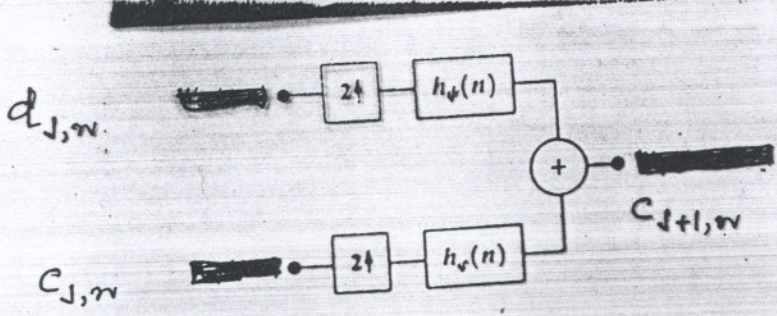 d_{j,n}
2↑
h_ψ(n)
+
c_{j+1,n}
c_{j,n}
2↑
h_φ(n)